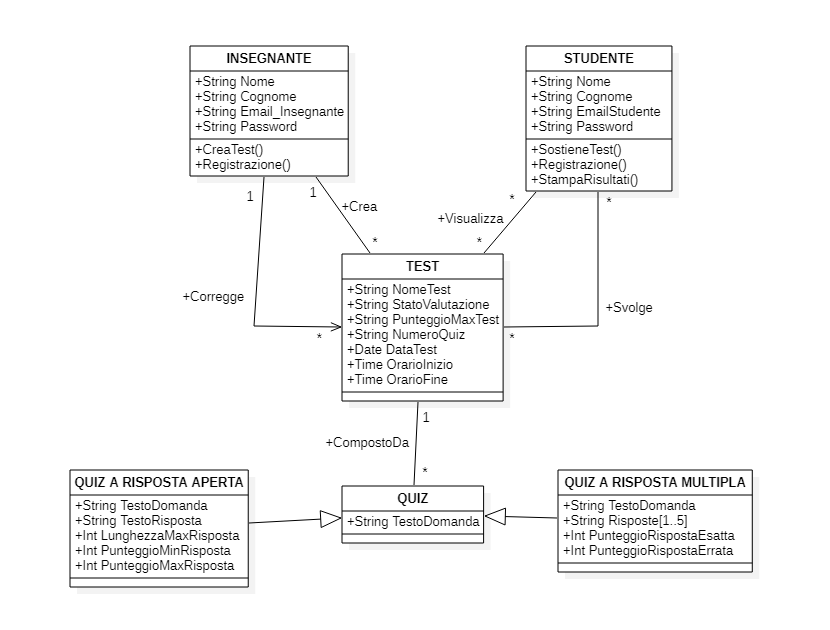 INSEGNANTE
+String Nome
+String Cognome
+String Email_Insegnante
+String Password
+CreaTest()
+Registrazione()
STUDENTE
+String Nome
+String Cognome
+String EmailStudente
+String Password
+SostieneTest()
+Registrazione()
+StampaRisultati()
1
1
+Crea
*
*
+Visualizza
*
*
+Corregge
*
+Svolge
*
TEST
+String NomeTest
+String StatoValutazione
+String PunteggioMaxTest
+String NumeroQuiz
+Date DataTest
+Time OrarioInizio
+Time OrarioFine
1
+CompostoDa
*
QUIZ A RISPOSTA APERTA
+String TestoDomanda
+String TestoRisposta
+Int LunghezzaMaxRisposta
+Int PunteggioMinRisposta
+Int PunteggioMaxRisposta
QUIZ
+String TestoDomanda
QUIZ A RISPOSTA MULTIPLA
+String TestoDomanda
+String Risposte[1..5]
+Int PunteggioRispostaEsatta
+Int PunteggioRispostaErrata